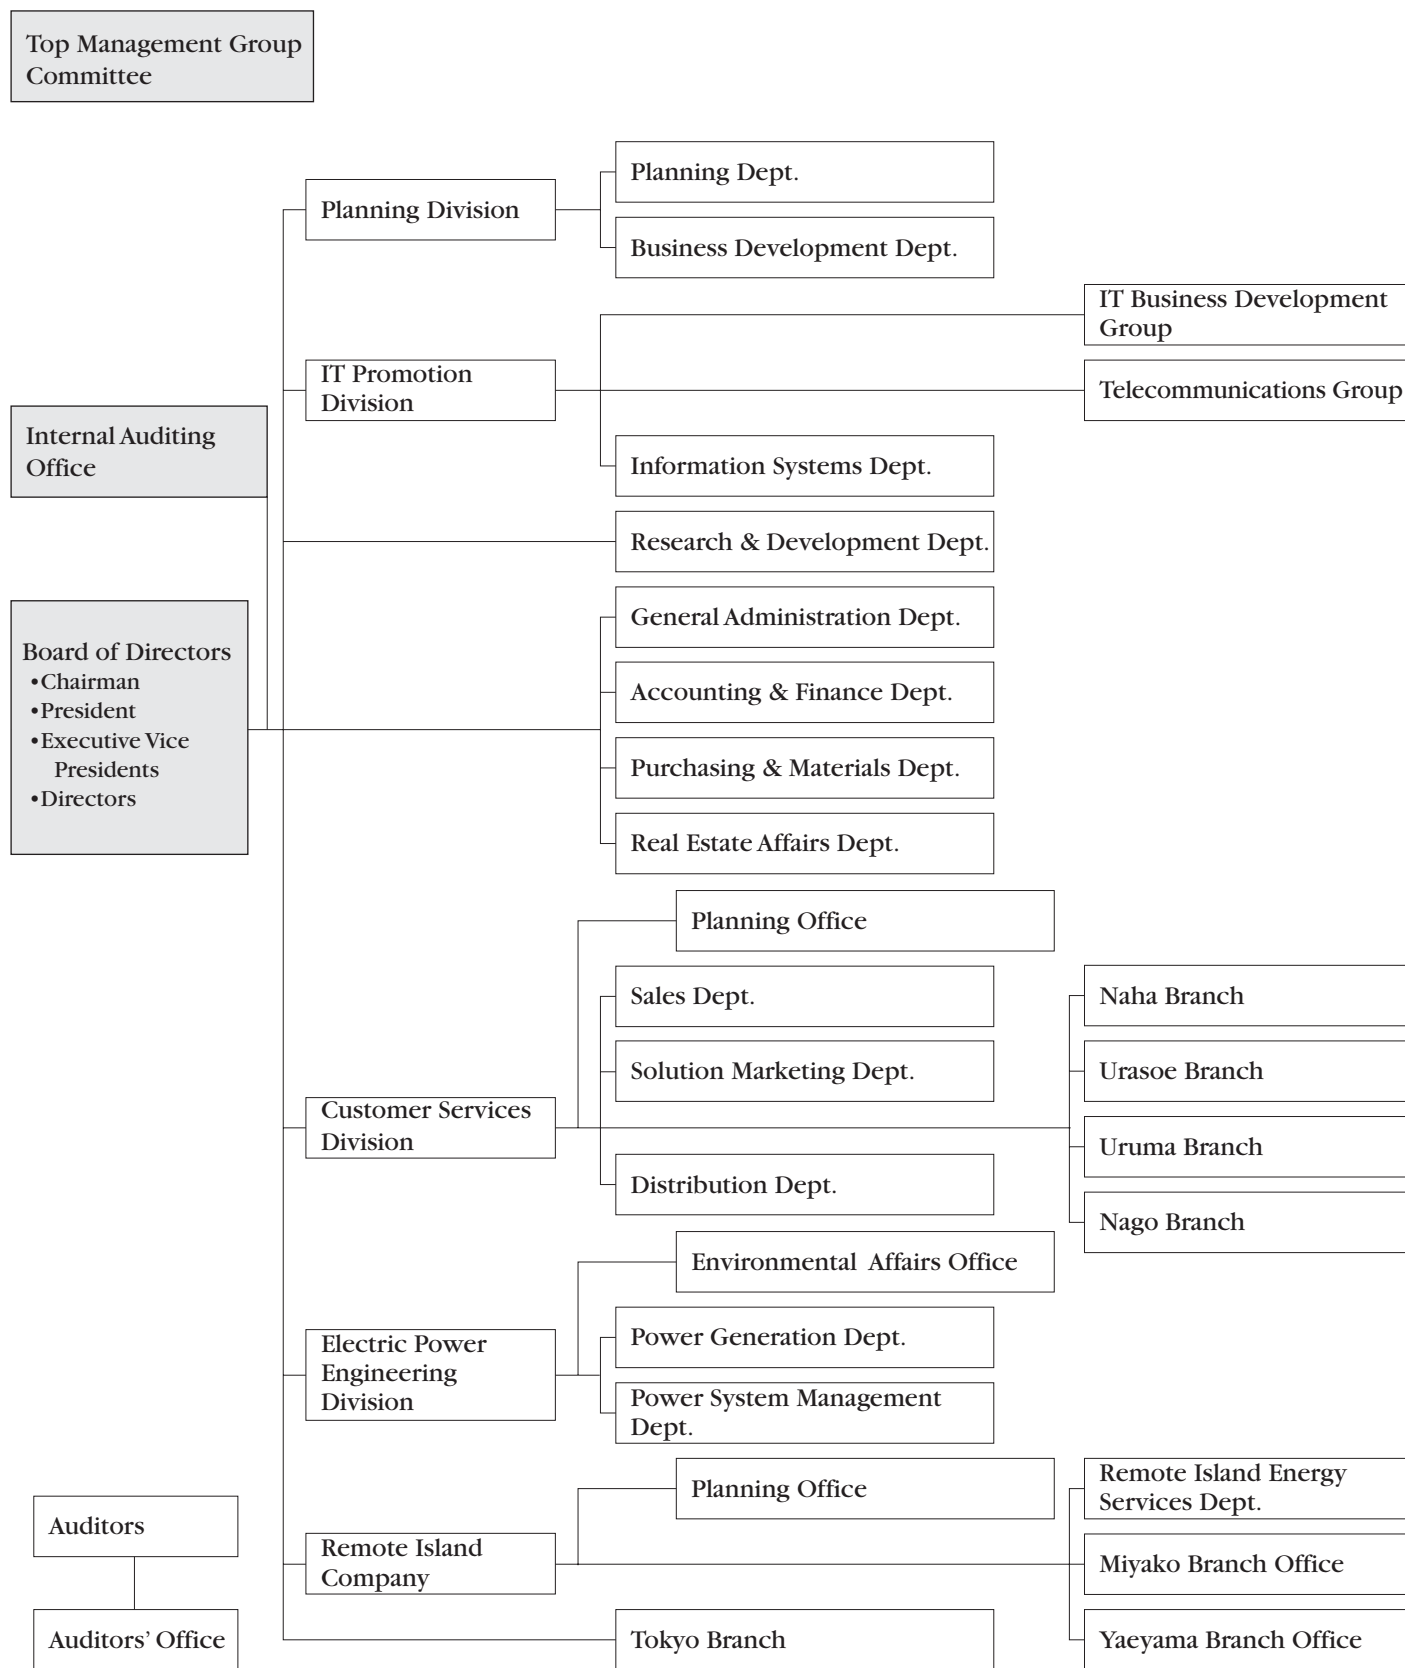 Top Management Group
Committee
Planning Division
Planning Dept.
Business Development Dept.
IT Promotion
Division
IT Business Development
Group
Telecommunications Group
Information Systems Dept.
Internal Auditing
Office
Research & Development Dept.
Board of Directors
•Chairman
•President
•Executive Vice
Presidents
•Directors
General Administration Dept.
Accounting & Finance Dept.
Purchasing & Materials Dept.
Real Estate Affairs Dept.
Customer Services
Division
Planning Office
Sales Dept.
Solution Marketing Dept.
Distribution Dept.
Naha Branch
Urasoe Branch
Uruma Branch
Nago Branch
Electric Power
Engineering
Division
Environmental Affairs Office
Power Generation Dept.
Power System Management
Dept.
Remote Island
Company
Planning Office
Remote Island Energy
Services Dept.
Miyako Branch Office
Yaeyama Branch Office
Tokyo Branch
Auditors
Auditors’ Office